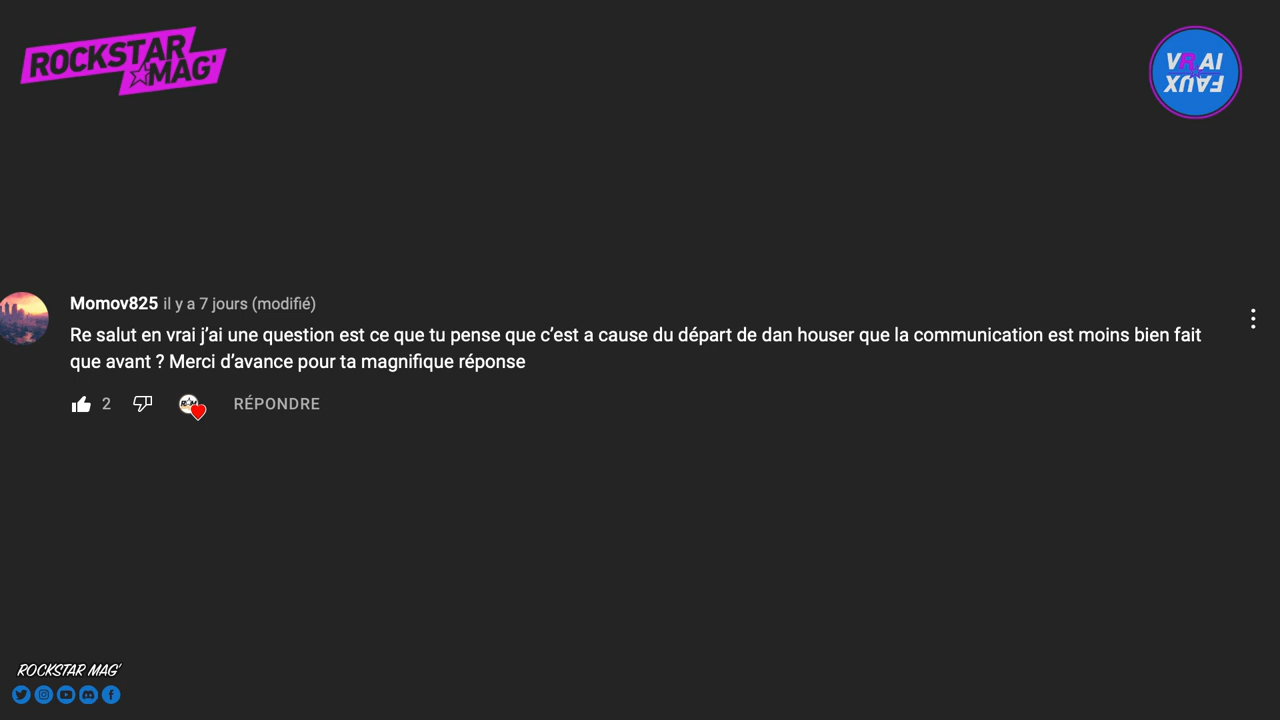 ROCKSTAR
MAG'
VRAI
FAUX
Momov825 il y a 7 jours (modifié)
Re salut en vrai j’ai une question est ce que tu pense que c’est a cause du départ de dan houser que la communication est moins bien fait
que avant ? Merci d’avance pour ta magnifique réponse
2
RÉPONDRE
ROCKSTAR MAG'